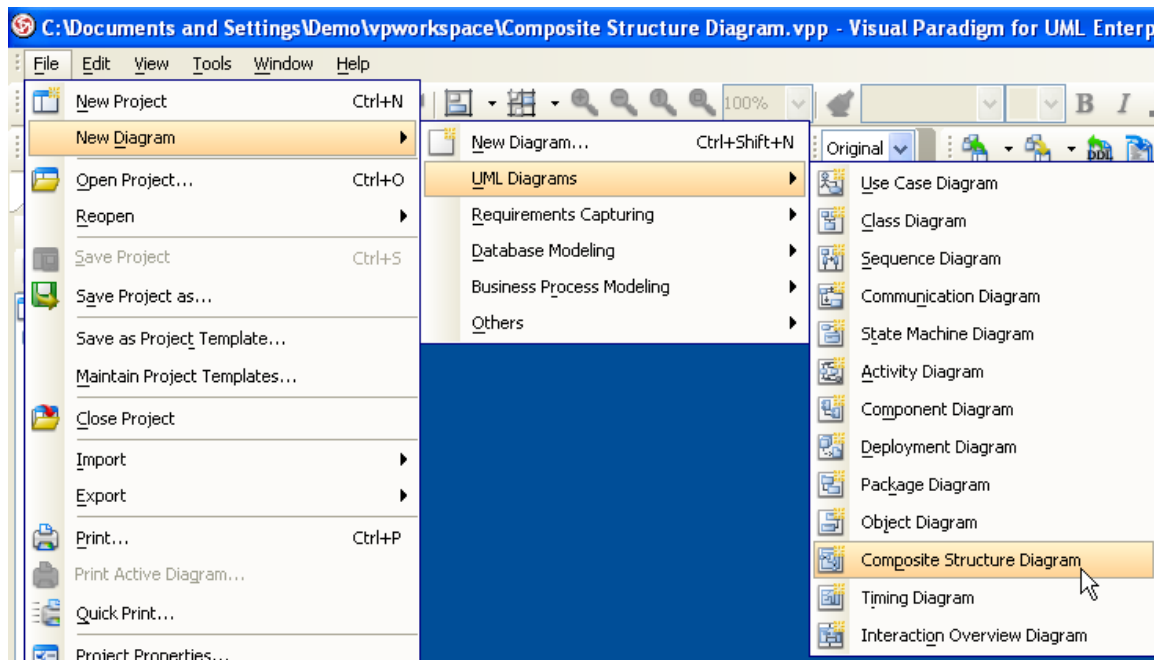 C:\Documents and Settings\Demo\vpworkspace\Composite Structure Diagram.vpp - Visual Paradigm for UML Enterp
File Edit View Tools Window Help
New Project Ctrl+N
New Diagram
Open Project... Ctrl+O
Reopen
Save Project Ctrl+S
Save Project as...
Save as Project Template...
Maintain Project Templates...
Close Project
Import
Export
Print... Ctrl+P
Print Active Diagram...
Quick Print...
Project Properties...
100%
B I
New Diagram... Ctrl+Shift+N
UML Diagrams
Requirements Capturing
Database Modeling
Business Process Modeling
Others
Original
DDL
Use Case Diagram
Class Diagram
Sequence Diagram
Communication Diagram
State Machine Diagram
Activity Diagram
Component Diagram
Deployment Diagram
Package Diagram
Object Diagram
Composite Structure Diagram
Timing Diagram
Interaction Overview Diagram